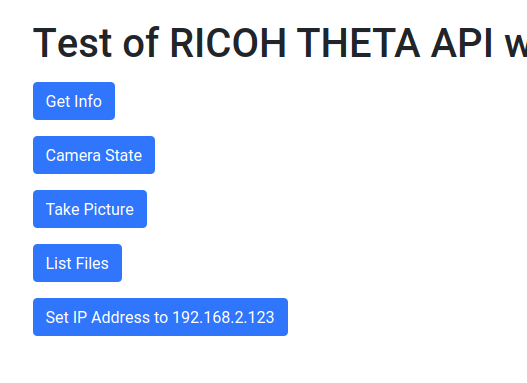 Test of RICOH THETA API
Get Info
Camera State
Take Picture
List Files
Set IP Address to 192.168.2.123